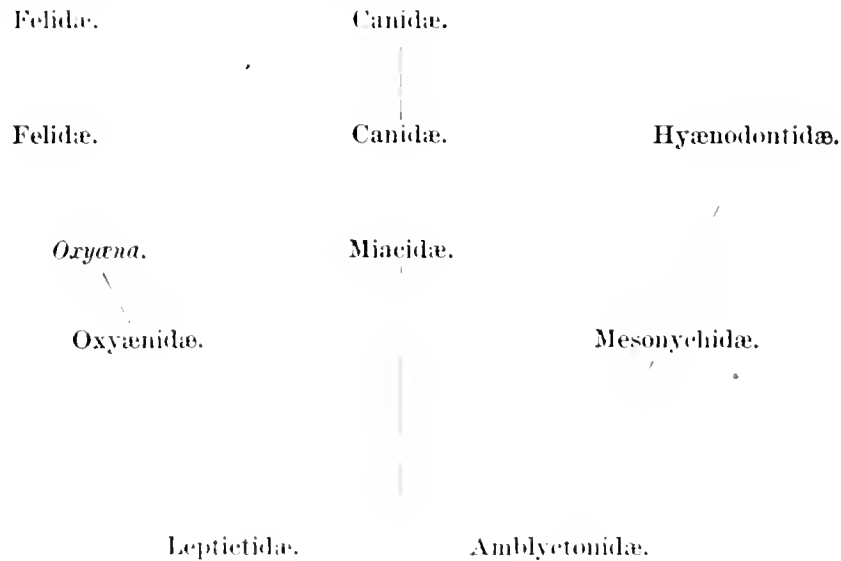 Felidæ. Canidæ.
Felidæ. Canidæ. Hyænodontidæ.
Oxyæna. Miacidæ.
Oxyænidæ. Mesonychidæ.
Leptictidæ. Amblyctonidæ.